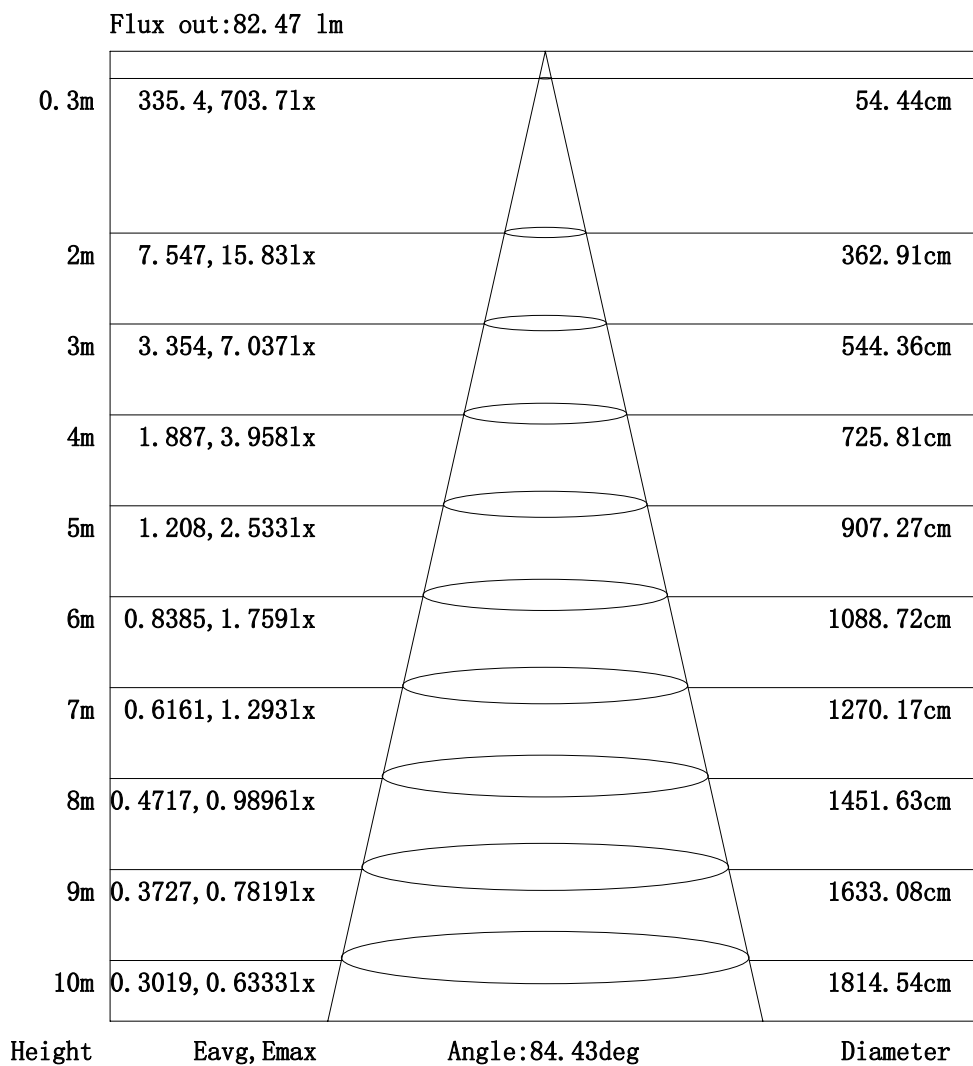 Flux out:82.47 lm
0.3m 335.4,703.7lx 54.44cm
2m 7.547,15.83lx 362.91cm
3m 3.354,7.037lx 544.36cm
4m 1.887,3.958lx 725.81cm
5m 1.208,2.533lx 907.27cm
6m 0.8385,1.759lx 1088.72cm
7m 0.6161,1.293lx 1270.17cm
8m 0.4717,0.9896lx 1451.63cm
9m 0.3727,0.7819lx 1633.08cm
10m 0.3019,0.6333lx 1814.54cm
Height Eavg,Emax Angle:84.43deg Diameter